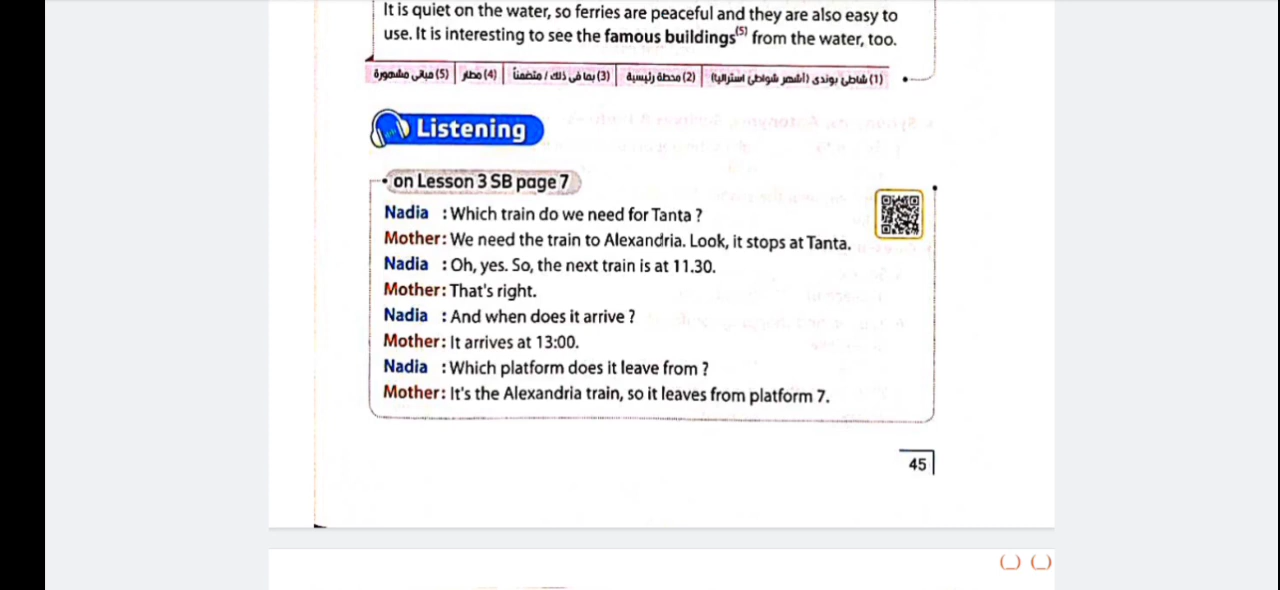 It is quiet on the water, so ferries are peaceful and they are also easy to
use. It is interesting to see the famous buildings(5) from the water, too.
(1) شاطئ بوندى (أشهر شواطئ استراليا) (2) محطة رئيسية (3) بما فى ذلك / متضمناً (4) مطار (5) مبانى مشهورة
Listening
• on Lesson 3 SB page 7
Nadia : Which train do we need for Tanta ?
Mother: We need the train to Alexandria. Look, it stops at Tanta.
Nadia : Oh, yes. So, the next train is at 11.30.
Mother: That's right.
Nadia : And when does it arrive ?
Mother: It arrives at 13:00.
Nadia : Which platform does it leave from ?
Mother: It's the Alexandria train, so it leaves from platform 7.
45